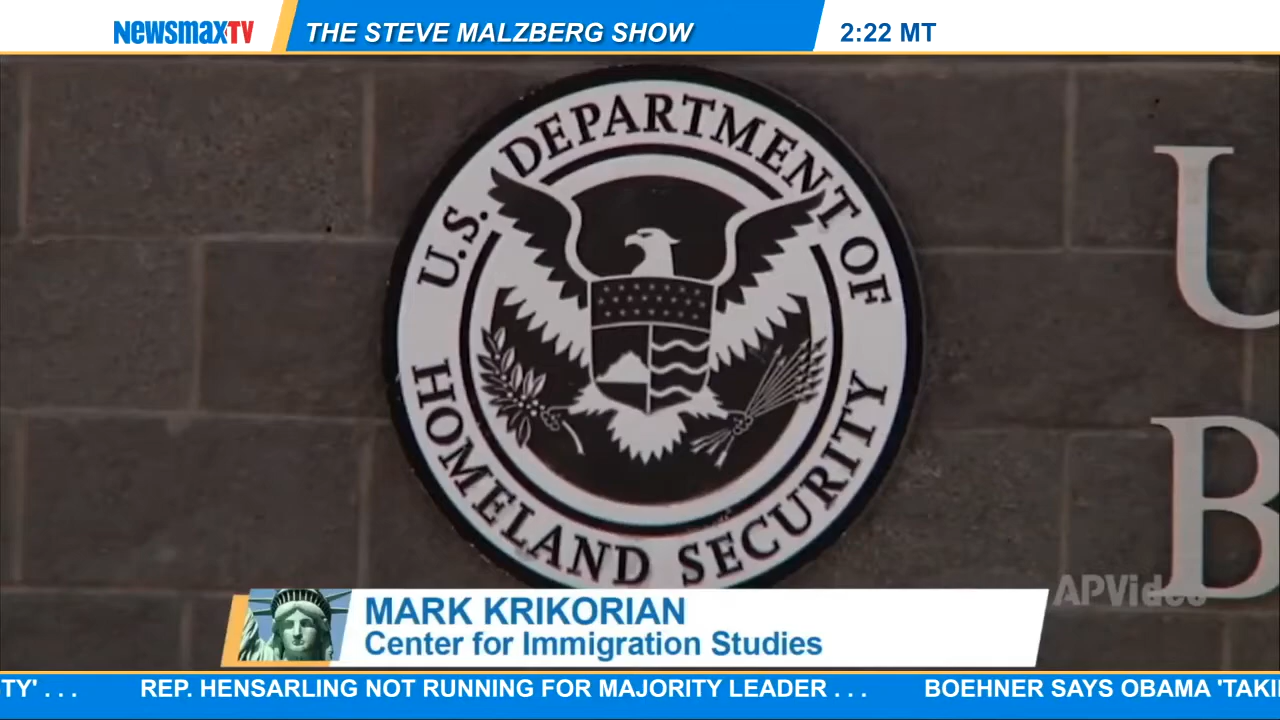 NEWSMAXTV
THE STEVE MALZBERG SHOW
2:22 MT
U.S. DEPARTMENT OF
HOMELAND SECURITY
U
B
APVideo
MARK KRIKORIAN
Center for Immigration Studies
TY' . . . REP. HENSARLING NOT RUNNING FOR MAJORITY LEADER . . . BOEHNER SAYS OBAMA 'TAKI